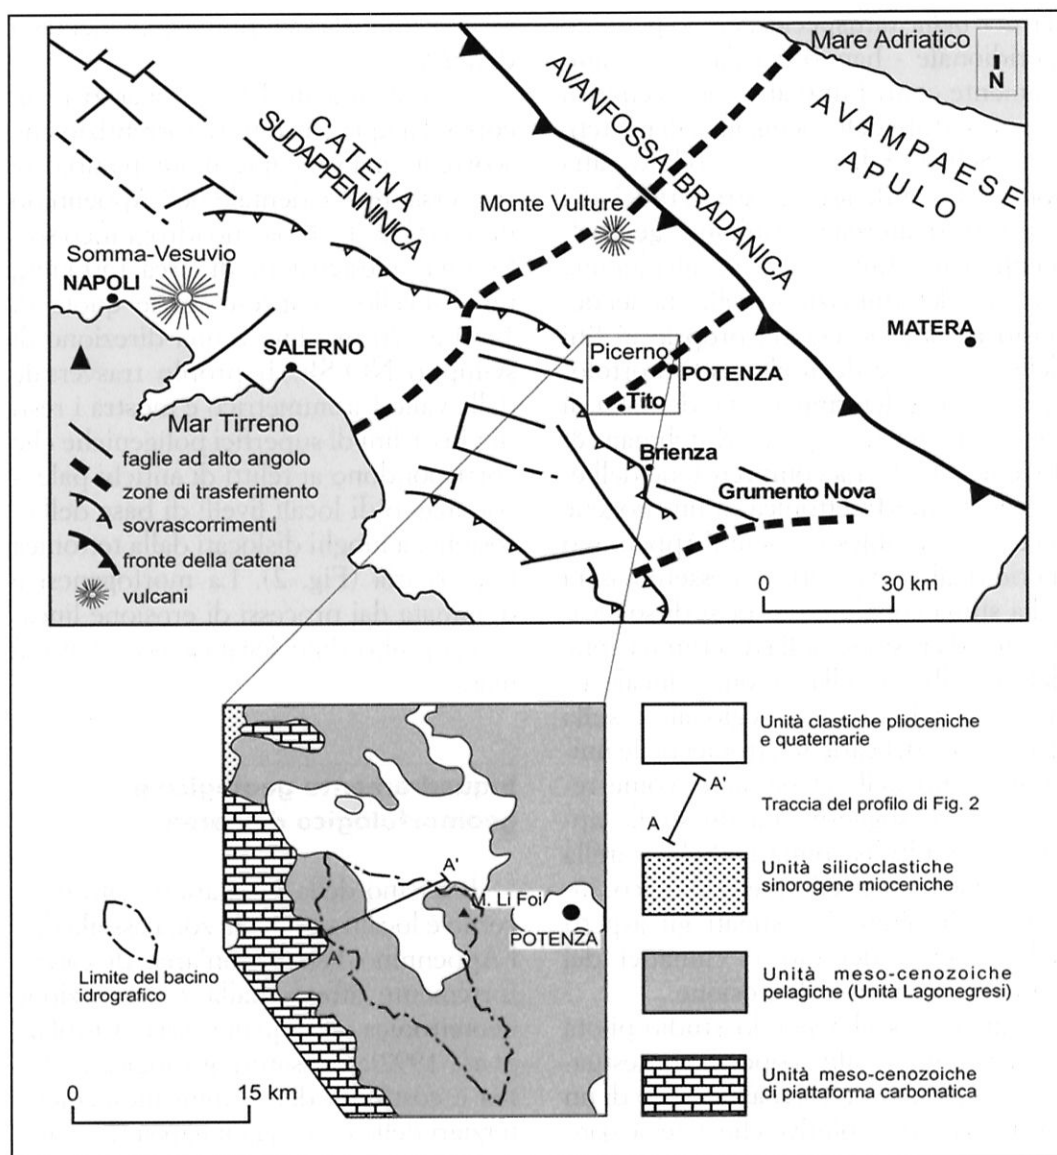 Mare Adriatico
N
AVAMPAESE
APULO
AVANFOSSA BRADANICA
CATENA
SUDAPPENNINICA
Monte Vulture
Somma-Vesuvio
NAPOLI
SALERNO
MATERA
Picerno
POTENZA
Tito
Mar Tirreno
Brienza
Grumento Nova
faglie ad alto angolo
zone di trasferimento
sovrascorrimenti
fronte della catena
vulcani
0 30 km
Unità clastiche plioceniche
e quaternarie
A'
A
Traccia del profilo di Fig. 2
Unità silicoclastiche
sinorogene mioceniche
Unità meso-cenozoiche
pelagiche (Unità Lagonegresi)
Unità meso-cenozoiche
di piattaforma carbonatica
A'
M. Li Foi
POTENZA
A
Limite del bacino
idrografico
0 15 km